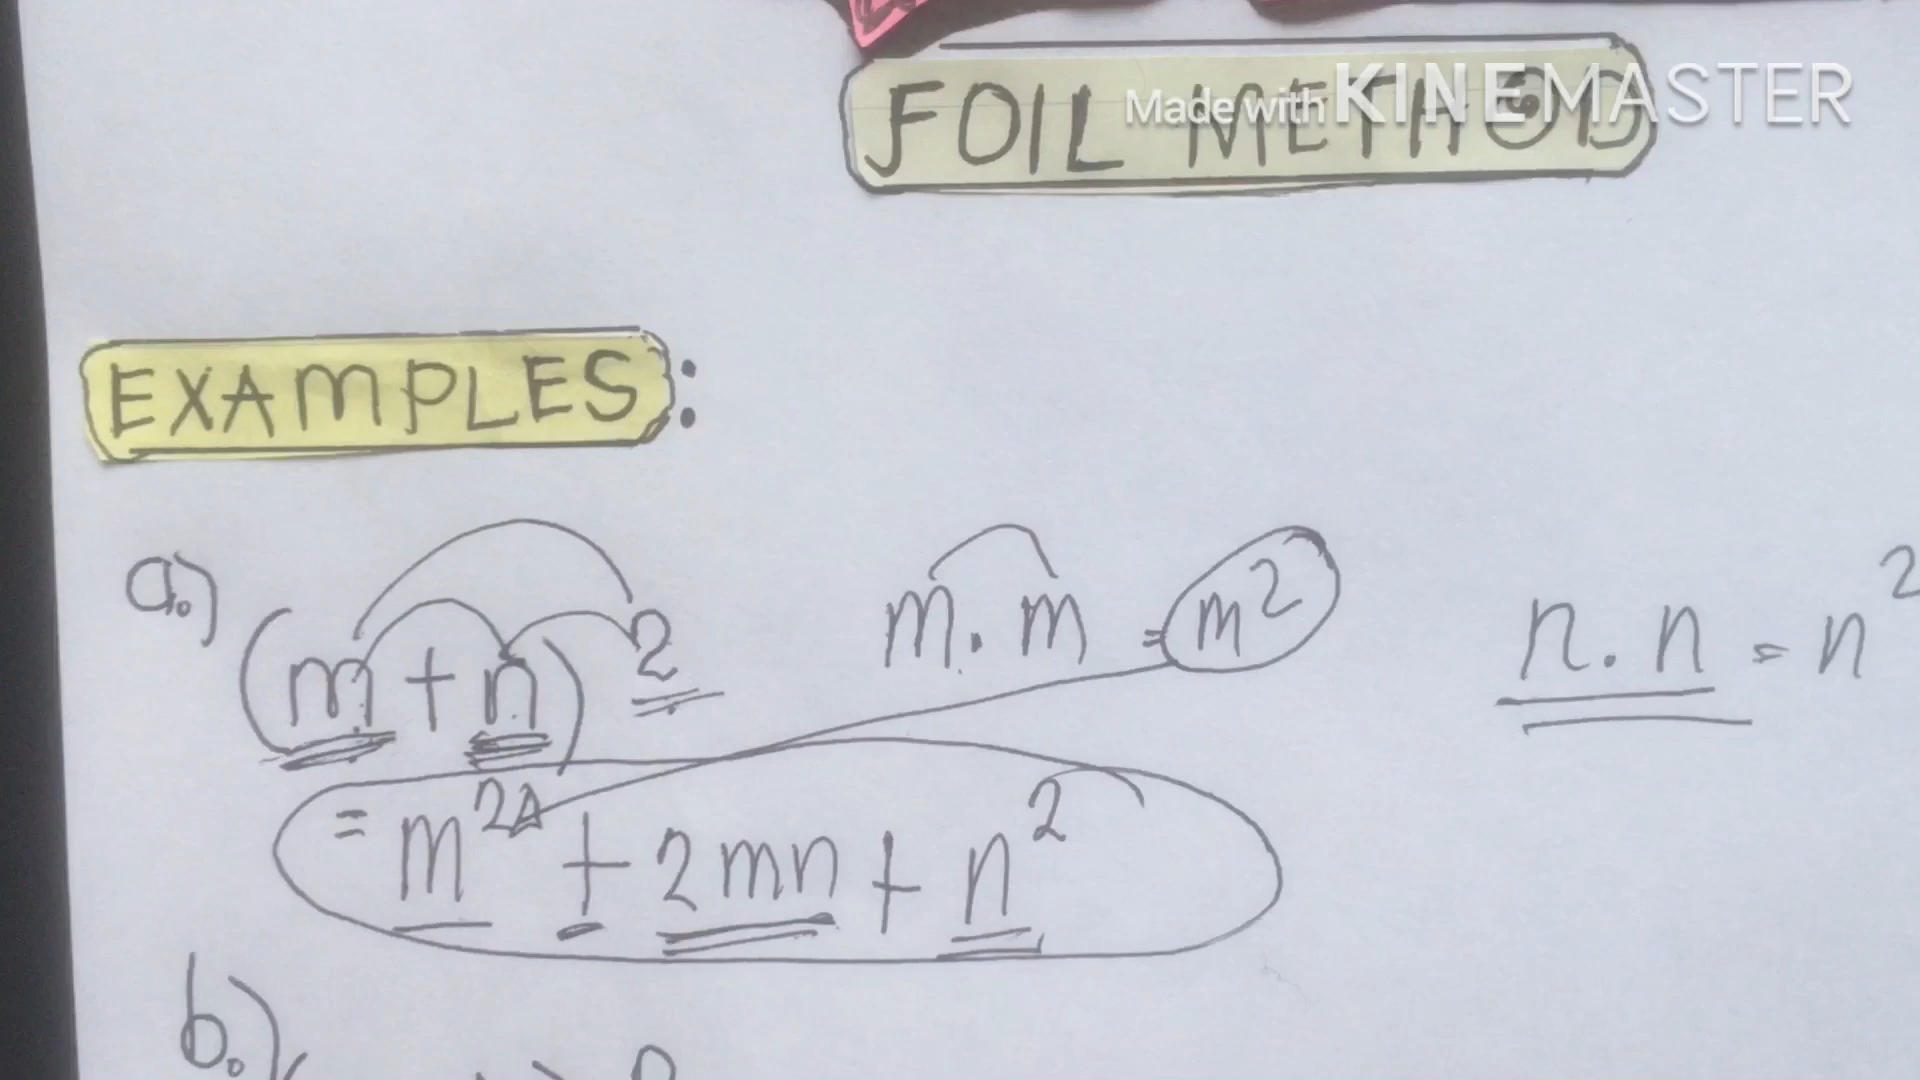 FOIL METHOD
Made with KINEMASTER
EXAMPLES:
a.) (m+n)²
m.m = m²
n.n = n²
= m² + 2mn + n²
b.)